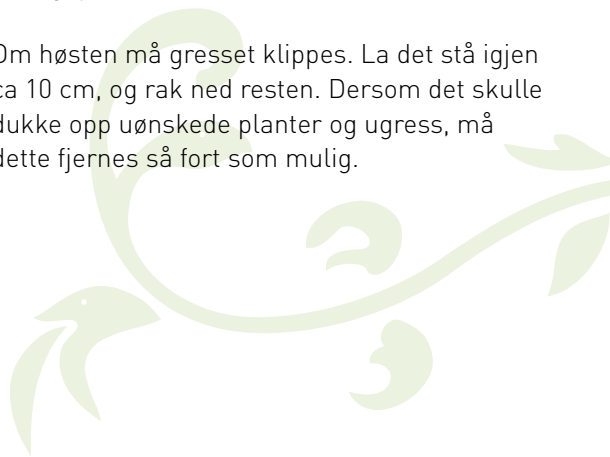 Om høsten må gresset klippes. La det stå igjen
ca 10 cm, og rak ned resten. Dersom det skulle
dukke opp uønskede planter og ugress, må
dette fjernes så fort som mulig.